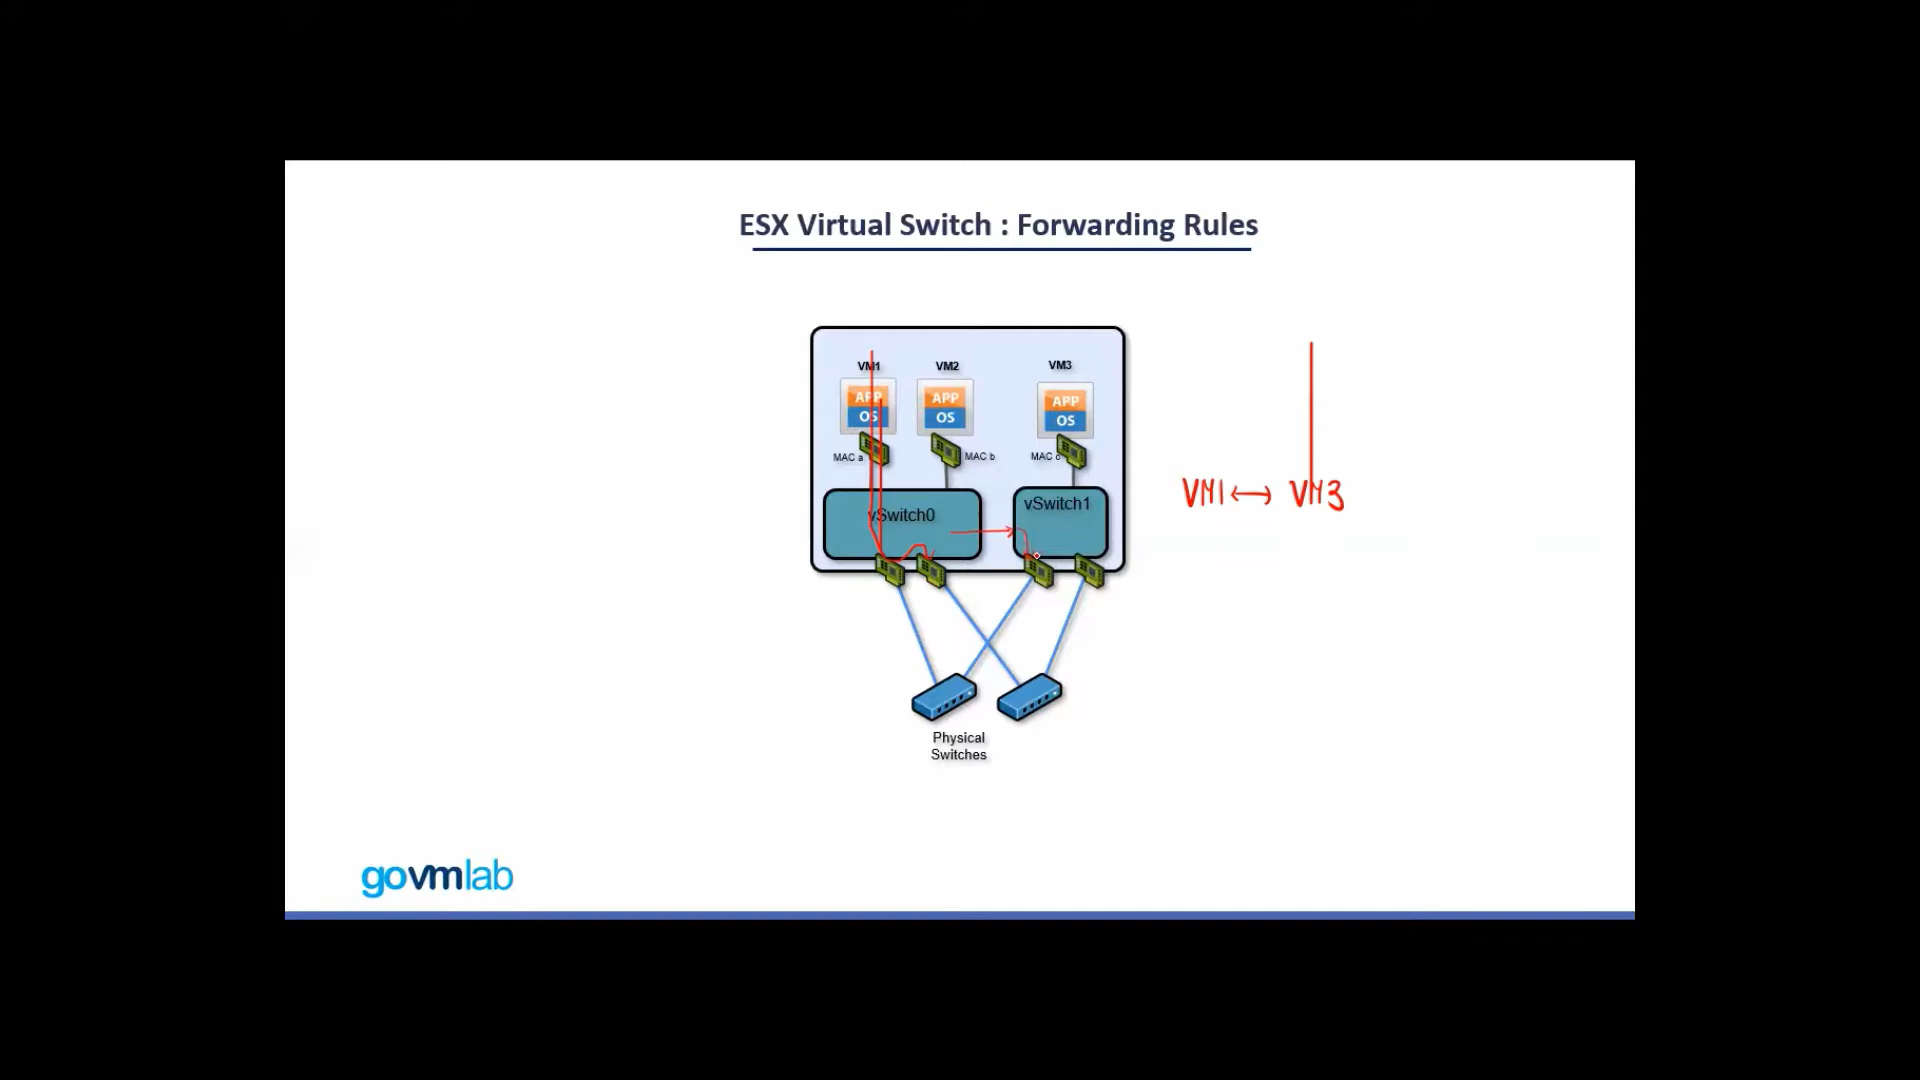 ESX Virtual Switch : Forwarding Rules
VM1 VM2 VM3
APP APP APP
OS OS OS
MAC a MAC b MAC c
vSwitch0 vSwitch1
VM1 ↔ VM3
Physical
Switches
govmlab